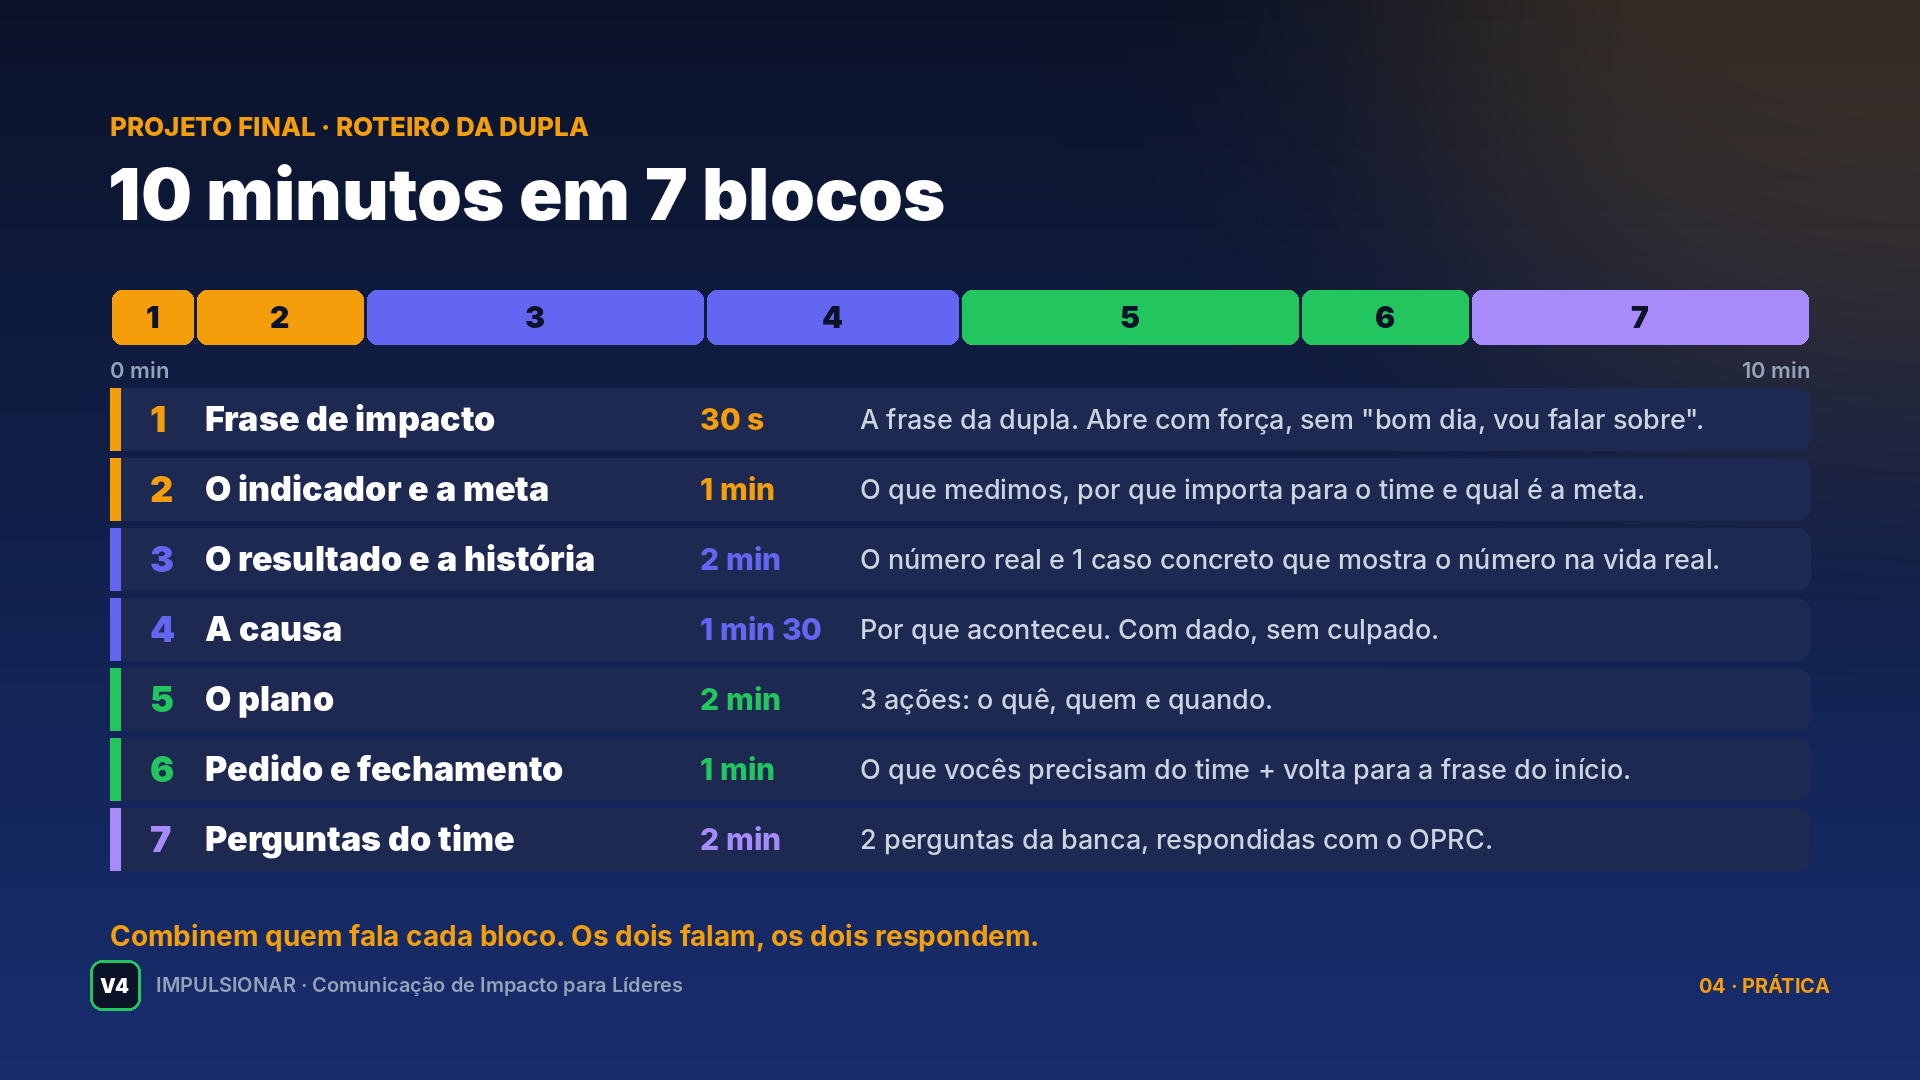 PROJETO FINAL · ROTEIRO DA DUPLA
10 minutos em 7 blocos
1 2 3 4 5 6 7
0 min 10 min
1 Frase de impacto 30 s A frase da dupla. Abre com força, sem "bom dia, vou falar sobre".
2 O indicador e a meta 1 min O que medimos, por que importa para o time e qual é a meta.
3 O resultado e a história 2 min O número real e 1 caso concreto que mostra o número na vida real.
4 A causa 1 min 30 Por que aconteceu. Com dado, sem culpado.
5 O plano 2 min 3 ações: o quê, quem e quando.
6 Pedido e fechamento 1 min O que vocês precisam do time + volta para a frase do início.
7 Perguntas do time 2 min 2 perguntas da banca, respondidas com o OPRC.
Combinem quem fala cada bloco. Os dois falam, os dois respondem.
V4 IMPULSIONAR · Comunicação de Impacto para Líderes 04 · PRÁTICA